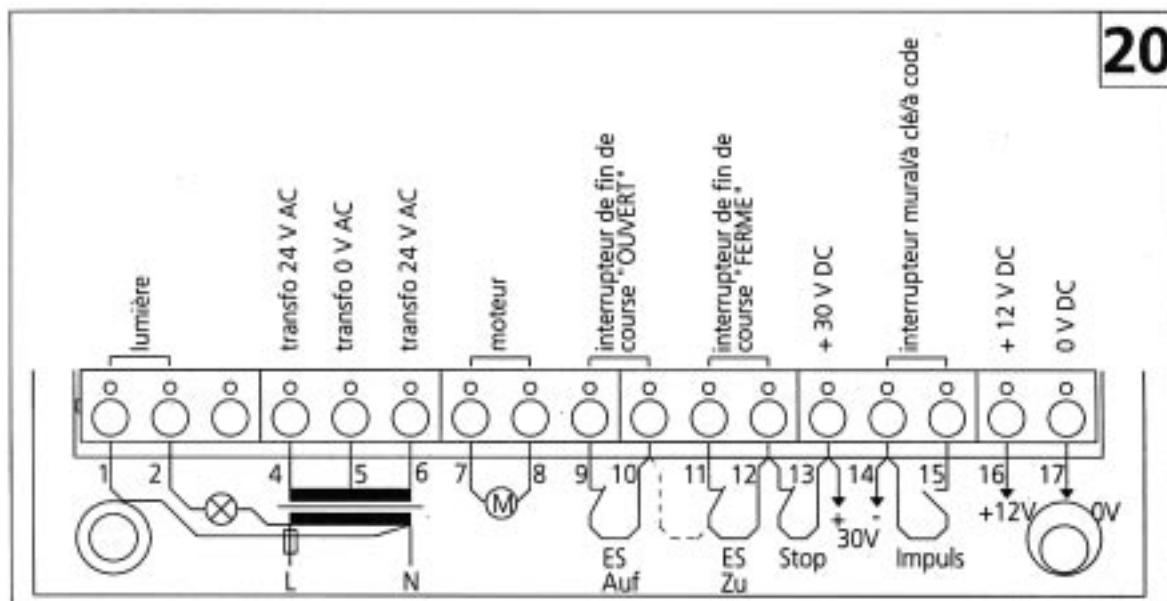 20
lumière
transfo 24 V AC
transfo 0 V AC
transfo 24 V AC
moteur
interrupteur de fin de
course "OUVERT"
interrupteur de fin de
course "FERME"
+ 30 V DC
interrupteur mural/à clé/à code
+ 12 V DC
0 V DC
1 2 4 5 6 7 8 9 10 11 12 13 14 15 16 17
M
+ -
30V
+12V 0V
L N
ES
Auf
ES
Zu
Stop
Impuls